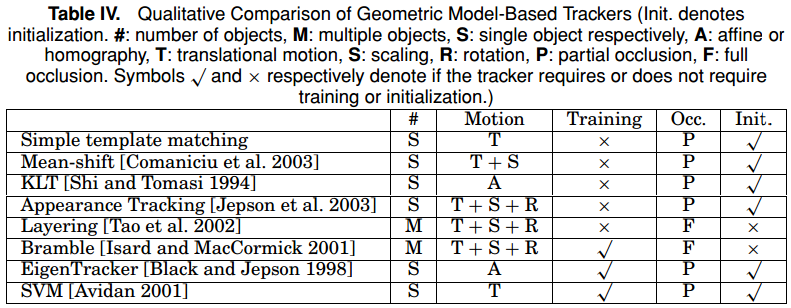 Table IV. Qualitative Comparison of Geometric Model-Based Trackers (Init. denotes
initialization. #: number of objects, M: multiple objects, S: single object respectively, A: affine or
homography, T: translational motion, S: scaling, R: rotation, P: partial occlusion, F: full
occlusion. Symbols √ and × respectively denote if the tracker requires or does not require
training or initialization.)
# Motion Training Occ. Init.
Simple template matching S T × P √
Mean-shift [Comaniciu et al. 2003] S T + S × P √
KLT [Shi and Tomasi 1994] S A × P √
Appearance Tracking [Jepson et al. 2003] S T + S + R × P √
Layering [Tao et al. 2002] M T + S + R × F ×
Bramble [Isard and MacCormick 2001] M T + S + R √ F ×
EigenTracker [Black and Jepson 1998] S A √ P √
SVM [Avidan 2001] S T √ P √